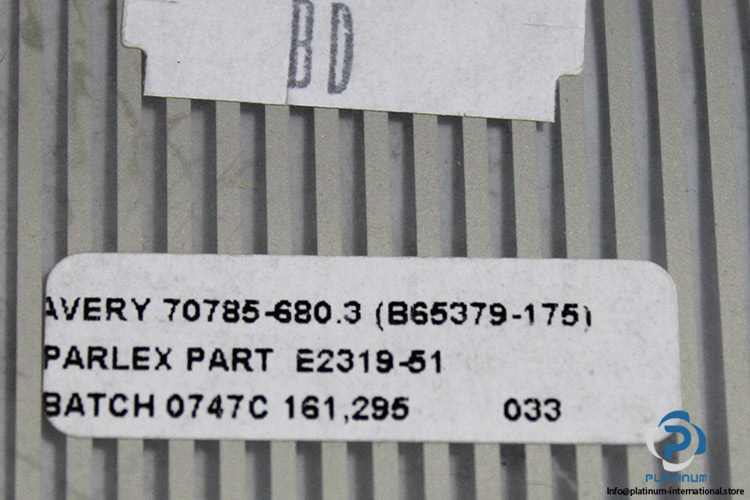 BD
AVERY 70785-680.3 (B65379-175)
PARLEX PART E2319-51
BATCH 0747C 161,295 033
PLATINUM
Info@platinum-international.store